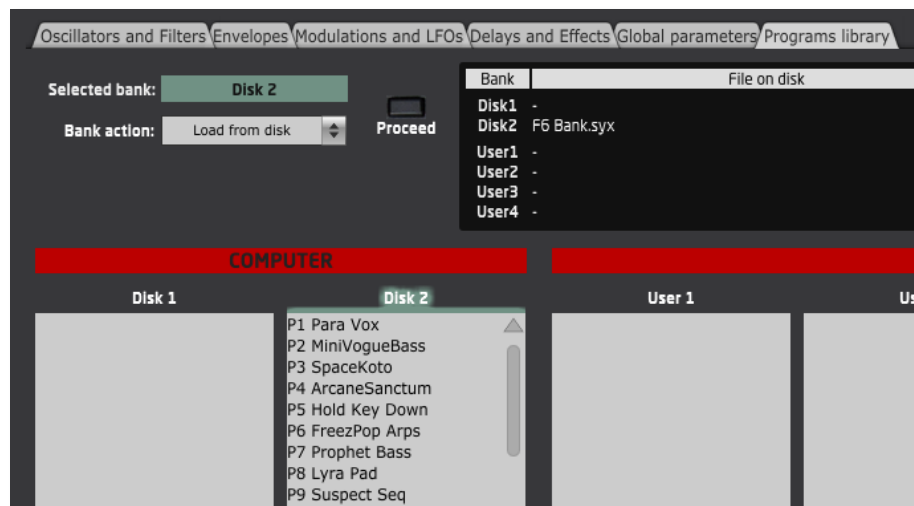 Oscillators and Filters Envelopes Modulations and LFOs Delays and Effects Global parameters Programs library
Selected bank: Disk 2
Bank action: Load from disk
Proceed
Bank File on disk
Disk1 -
Disk2 F6 Bank.syx
User1 -
User2 -
User3 -
User4 -
COMPUTER
Disk 1 Disk 2 User 1 Us
P1 Para Vox
P2 MiniVogueBass
P3 SpaceKoto
P4 ArcaneSanctum
P5 Hold Key Down
P6 FreezPop Arps
P7 Prophet Bass
P8 Lyra Pad
P9 Suspect Seq